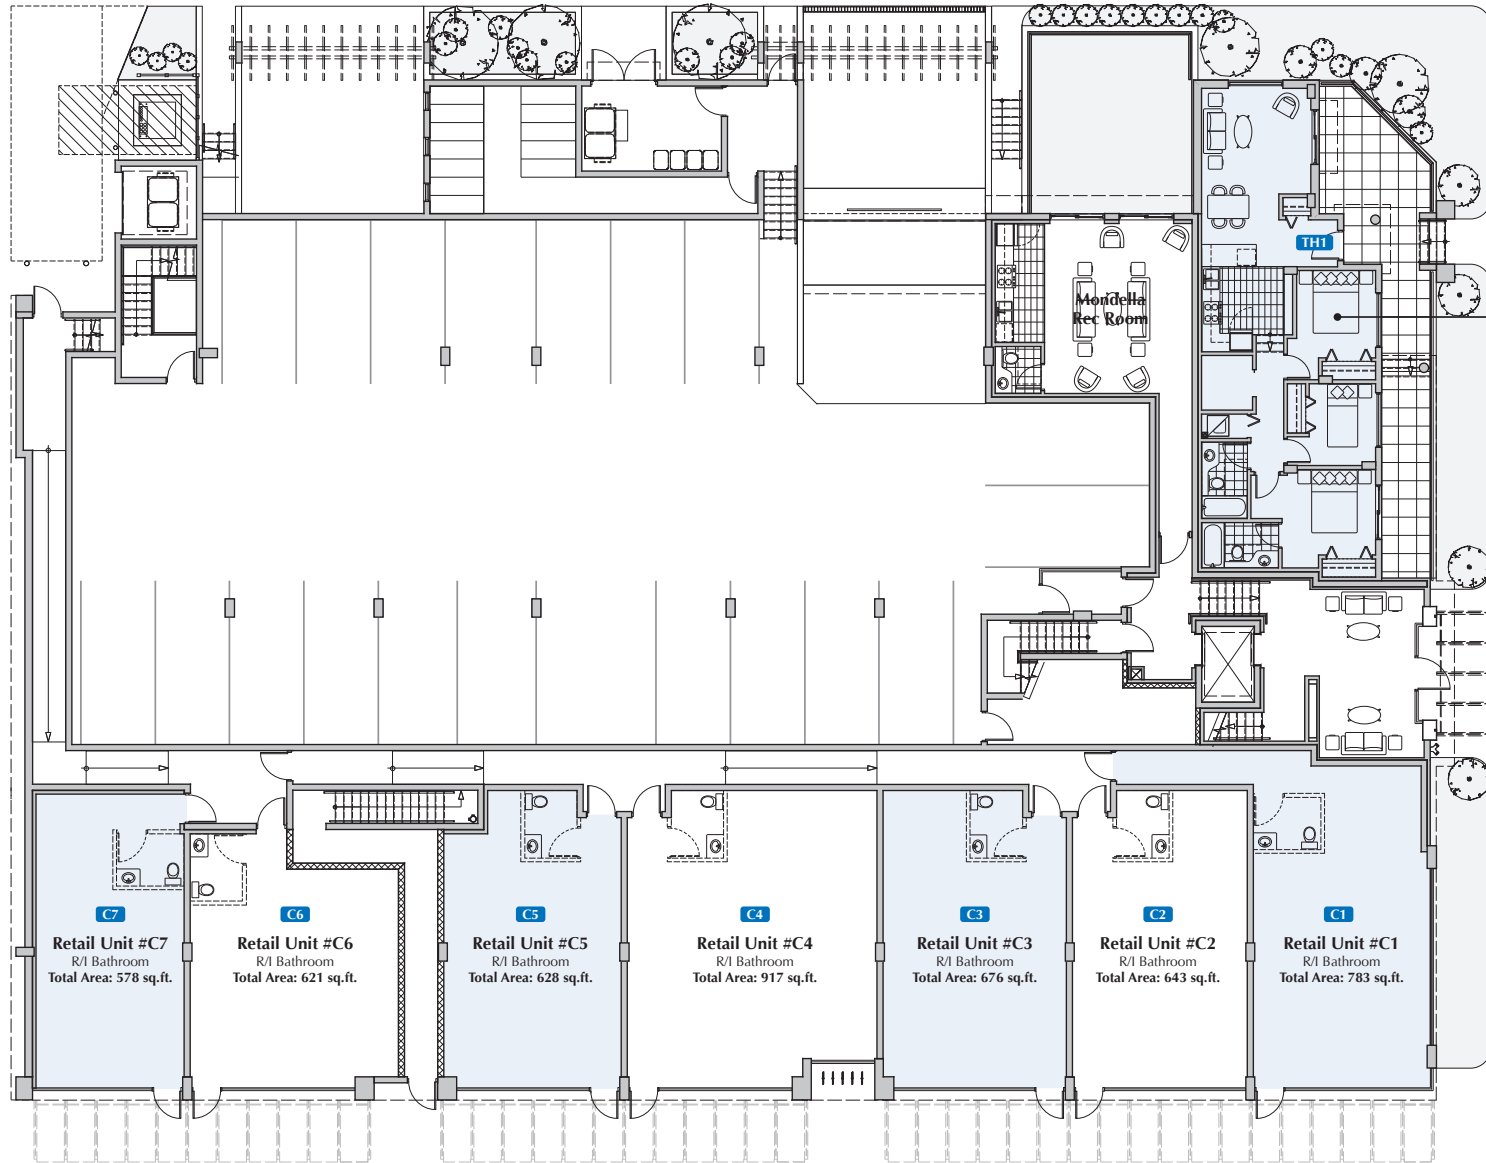 TH1
Mondella
Rec Room
C7
Retail Unit #C7
R/I Bathroom
Total Area: 578 sq.ft.
C6
Retail Unit #C6
R/I Bathroom
Total Area: 621 sq.ft.
C5
Retail Unit #C5
R/I Bathroom
Total Area: 628 sq.ft.
C4
Retail Unit #C4
R/I Bathroom
Total Area: 917 sq.ft.
C3
Retail Unit #C3
R/I Bathroom
Total Area: 676 sq.ft.
C2
Retail Unit #C2
R/I Bathroom
Total Area: 643 sq.ft.
C1
Retail Unit #C1
R/I Bathroom
Total Area: 783 sq.ft.